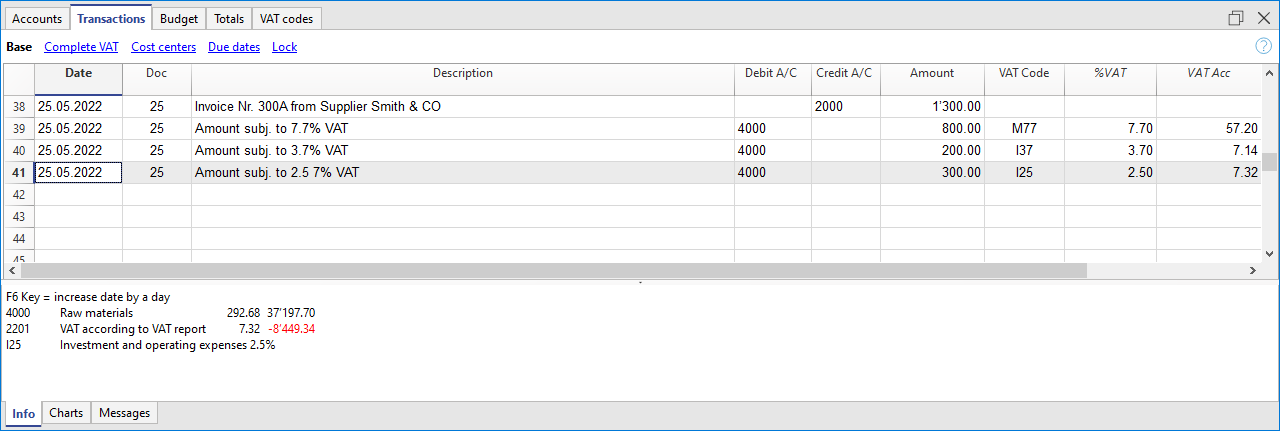 Accounts Transactions Budget Totals VAT codes
Base Complete VAT Cost centers Due dates Lock ?
Date Doc Description Debit A/C Credit A/C Amount VAT Code %VAT VAT Acc
38 25.05.2022 25 Invoice Nr. 300A from Supplier Smith & CO 2000 1'300.00
39 25.05.2022 25 Amount subj. to 7.7% VAT 4000 800.00 M77 7.70 57.20
40 25.05.2022 25 Amount subj. to 3.7% VAT 4000 200.00 I37 3.70 7.14
41 25.05.2022 25 Amount subj. to 2.5 7% VAT 4000 300.00 I25 2.50 7.32
42
43
44
45
F6 Key = increase date by a day
4000 Raw materials 292.68 37'197.70
2201 VAT according to VAT report 7.32 -8'449.34
I25 Investment and operating expenses 2.5%
Info Charts Messages